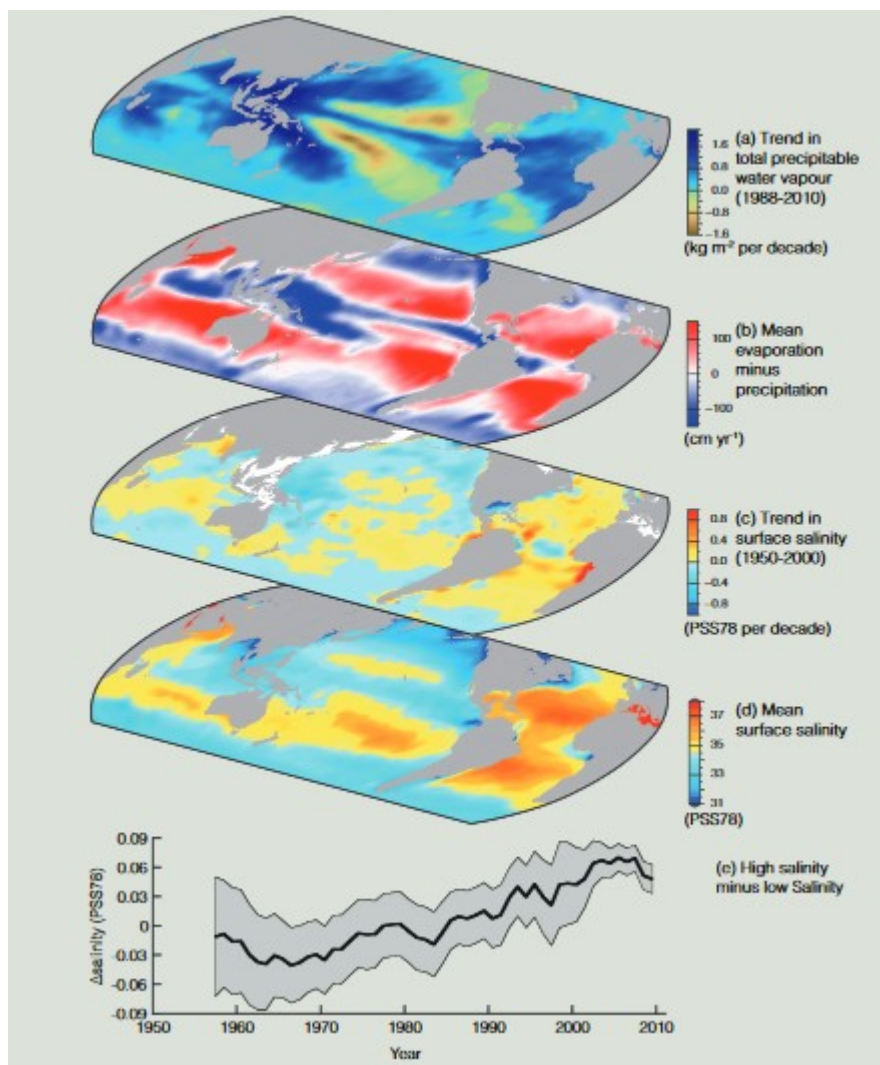 1.6
0.8
0.0
-0.8
-1.6
(a) Trend in
total precipitable
water vapour
(1988-2010)
(kg m⁻² per decade)
100
0
-100
(b) Mean
evaporation
minus
precipitation
(cm yr⁻¹)
0.8
0.4
0.0
-0.4
-0.8
(c) Trend in
surface salinity
(1950-2000)
(PSS78 per decade)
37
35
33
31
(d) Mean
surface salinity
(PSS78)
0.09
0.06
0.03
0
-0.03
-0.06
-0.09
Δsalinity (PSS78)
(e) High salinity
minus low Salinity
1950 1960 1970 1980 1990 2000 2010
Year